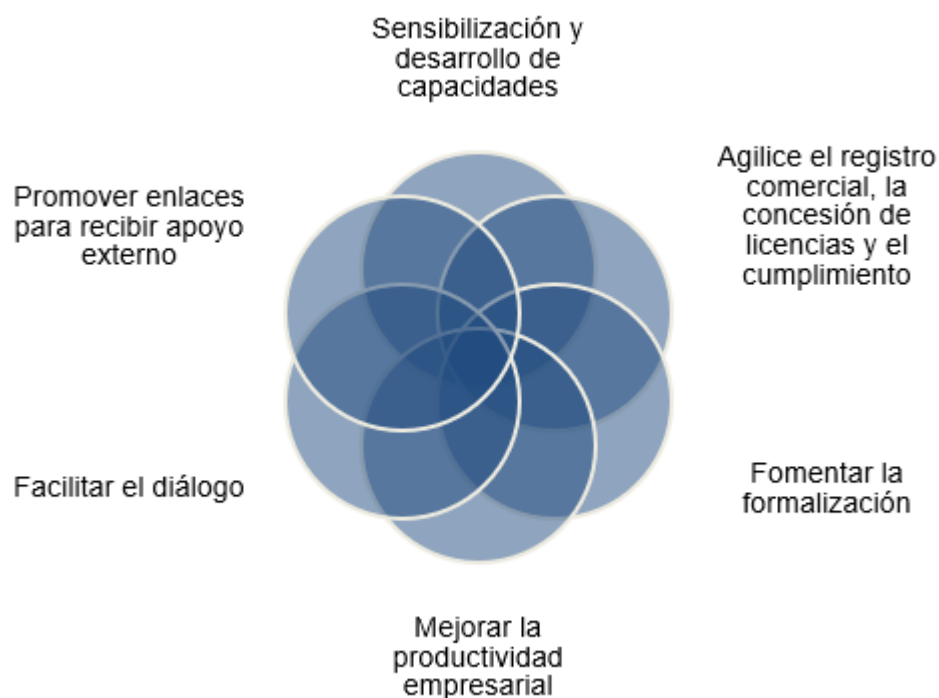 Sensibilización y
desarrollo de
capacidades
Agilice el registro
comercial, la
concesión de
licencias y el
cumplimiento
Promover enlaces
para recibir apoyo
externo
Facilitar el diálogo
Fomentar la
formalización
Mejorar la
productividad
empresarial